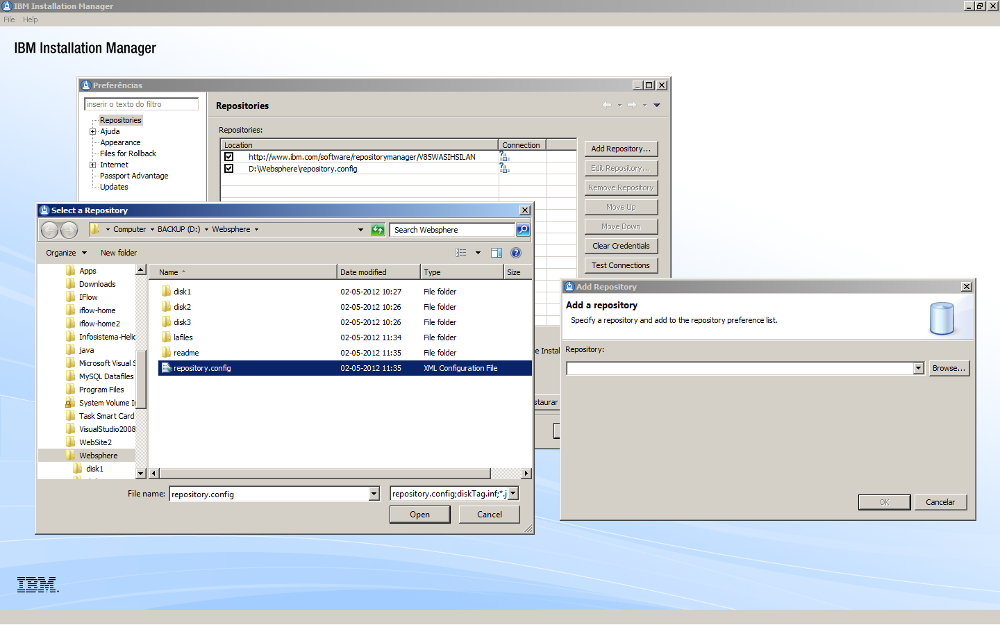 IBM Installation Manager
File Help
IBM Installation Manager
Preferências
inserir o texto do filtro
Repositories
Ajuda
Appearance
Files for Rollback
Internet
Passport Advantage
Updates
Repositories
Repositories:
Location Connection
http://www.ibm.com/software/repositorymanager/V85WASIHSILAN
D:\Websphere\repository.config
Add Repository...
Edit Repository...
Remove Repository
Move Up
Move Down
Clear Credentials
Test Connections
e Instal
staurar
Select a Repository
Computer BACKUP (D:) Websphere
Search Websphere
Organize New folder
Apps
Downloads
IFlow
iflow-home
iflow-home2
Infosistema-Helic
java
Microsoft Visual S
MySQL Datafiles
Program Files
System Volume I
Task Smart Card
VisualStudio2008
WebSite2
Websphere
disk1
Name Date modified Type Size
disk1 02-05-2012 10:27 File folder
disk2 02-05-2012 10:26 File folder
disk3 02-05-2012 10:26 File folder
lafiles 02-05-2012 11:34 File folder
readme 02-05-2012 11:35 File folder
repository.config 02-05-2012 11:35 XML Configuration File
File name: repository.config
repository.config;diskTag.inf;*.j
Open Cancel
Add Repository
Add a repository
Specify a repository and add to the repository preference list.
Repository:
Browse...
OK Cancelar
IBM.